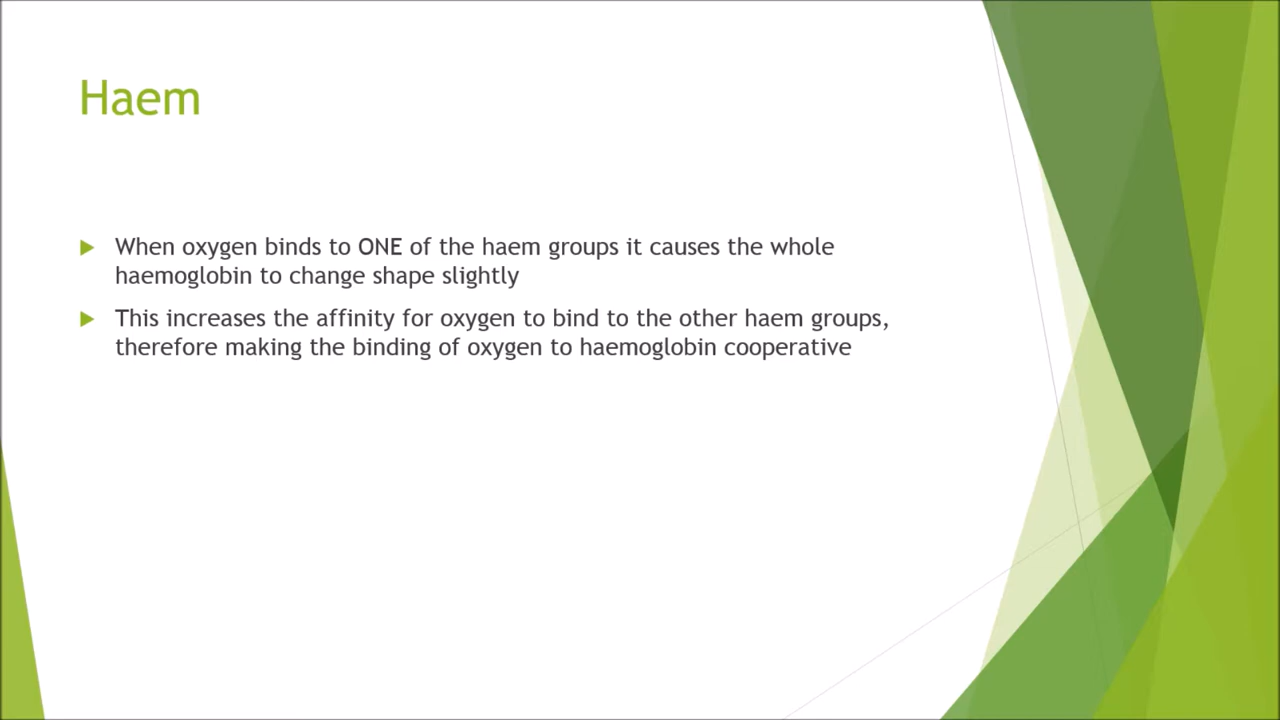 Haem
When oxygen binds to ONE of the haem groups it causes the whole
haemoglobin to change shape slightly
This increases the affinity for oxygen to bind to the other haem groups,
therefore making the binding of oxygen to haemoglobin cooperative